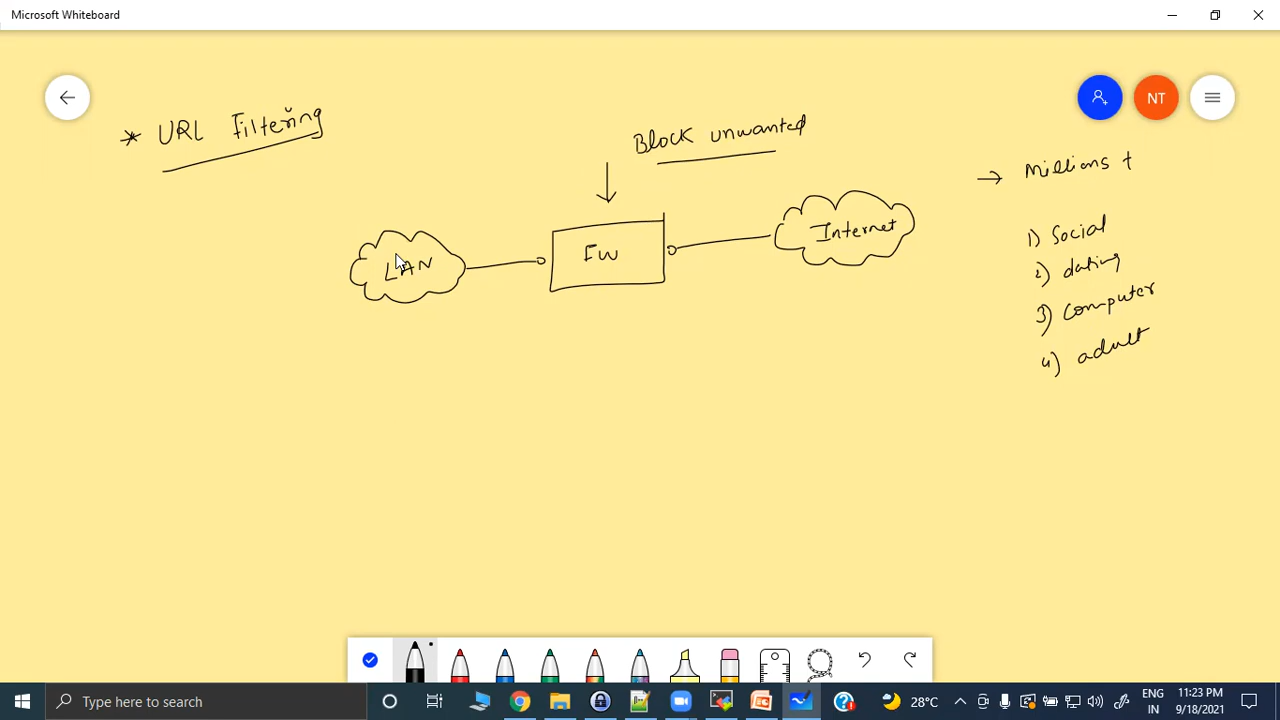 Microsoft Whiteboard
NT
* URL Filtering
Block unwanted
→ Millions +
LAN
FW
Internet
1) Social
2) dating
3) Computer
4) adult
Type here to search
28°C
ENG
IN
11:23 PM
9/18/2021